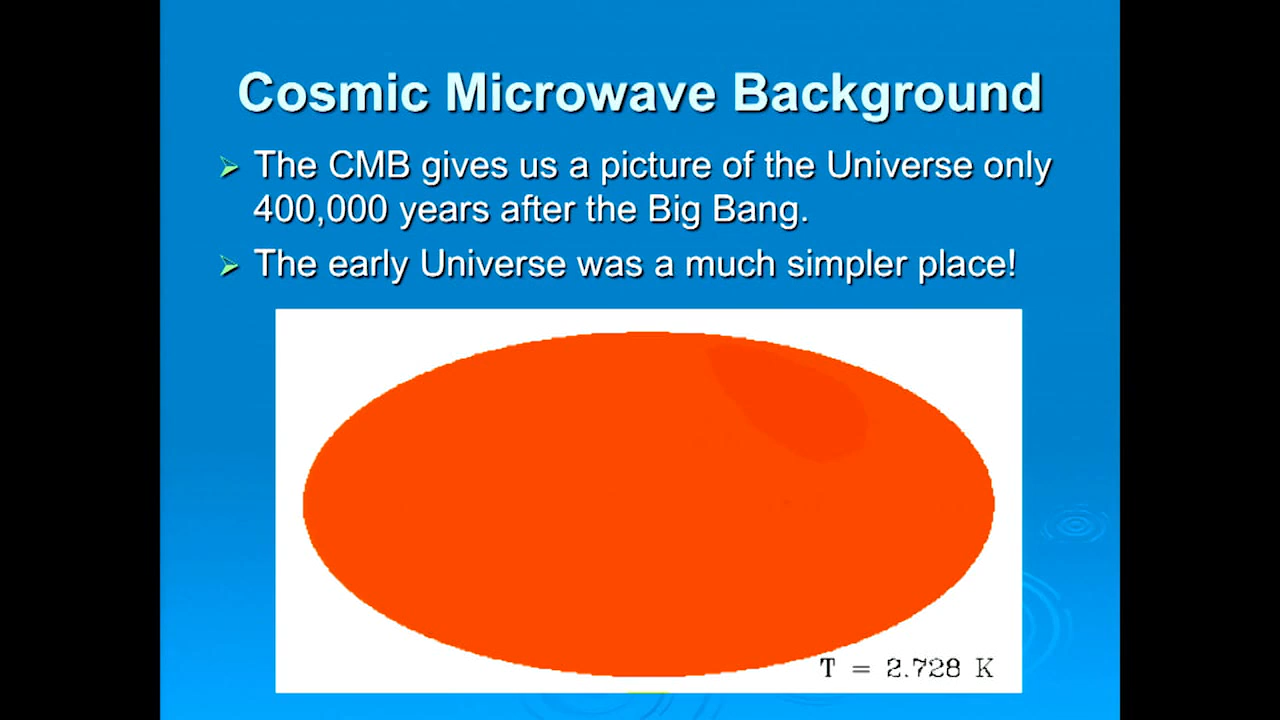 Cosmic Microwave Background
The CMB gives us a picture of the Universe only
400,000 years after the Big Bang.
The early Universe was a much simpler place!
T = 2.728 K